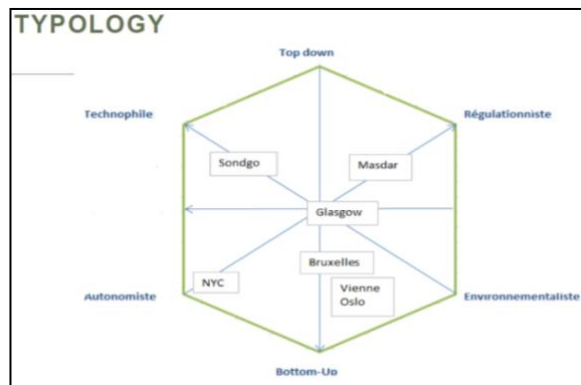 TYPOLOGY
Top down
Technophile
Régulationniste
Sondgo
Masdar
Glasgow
Bruxelles
NYC
Vienne
Oslo
Autonomiste
Environnementaliste
Bottom-Up